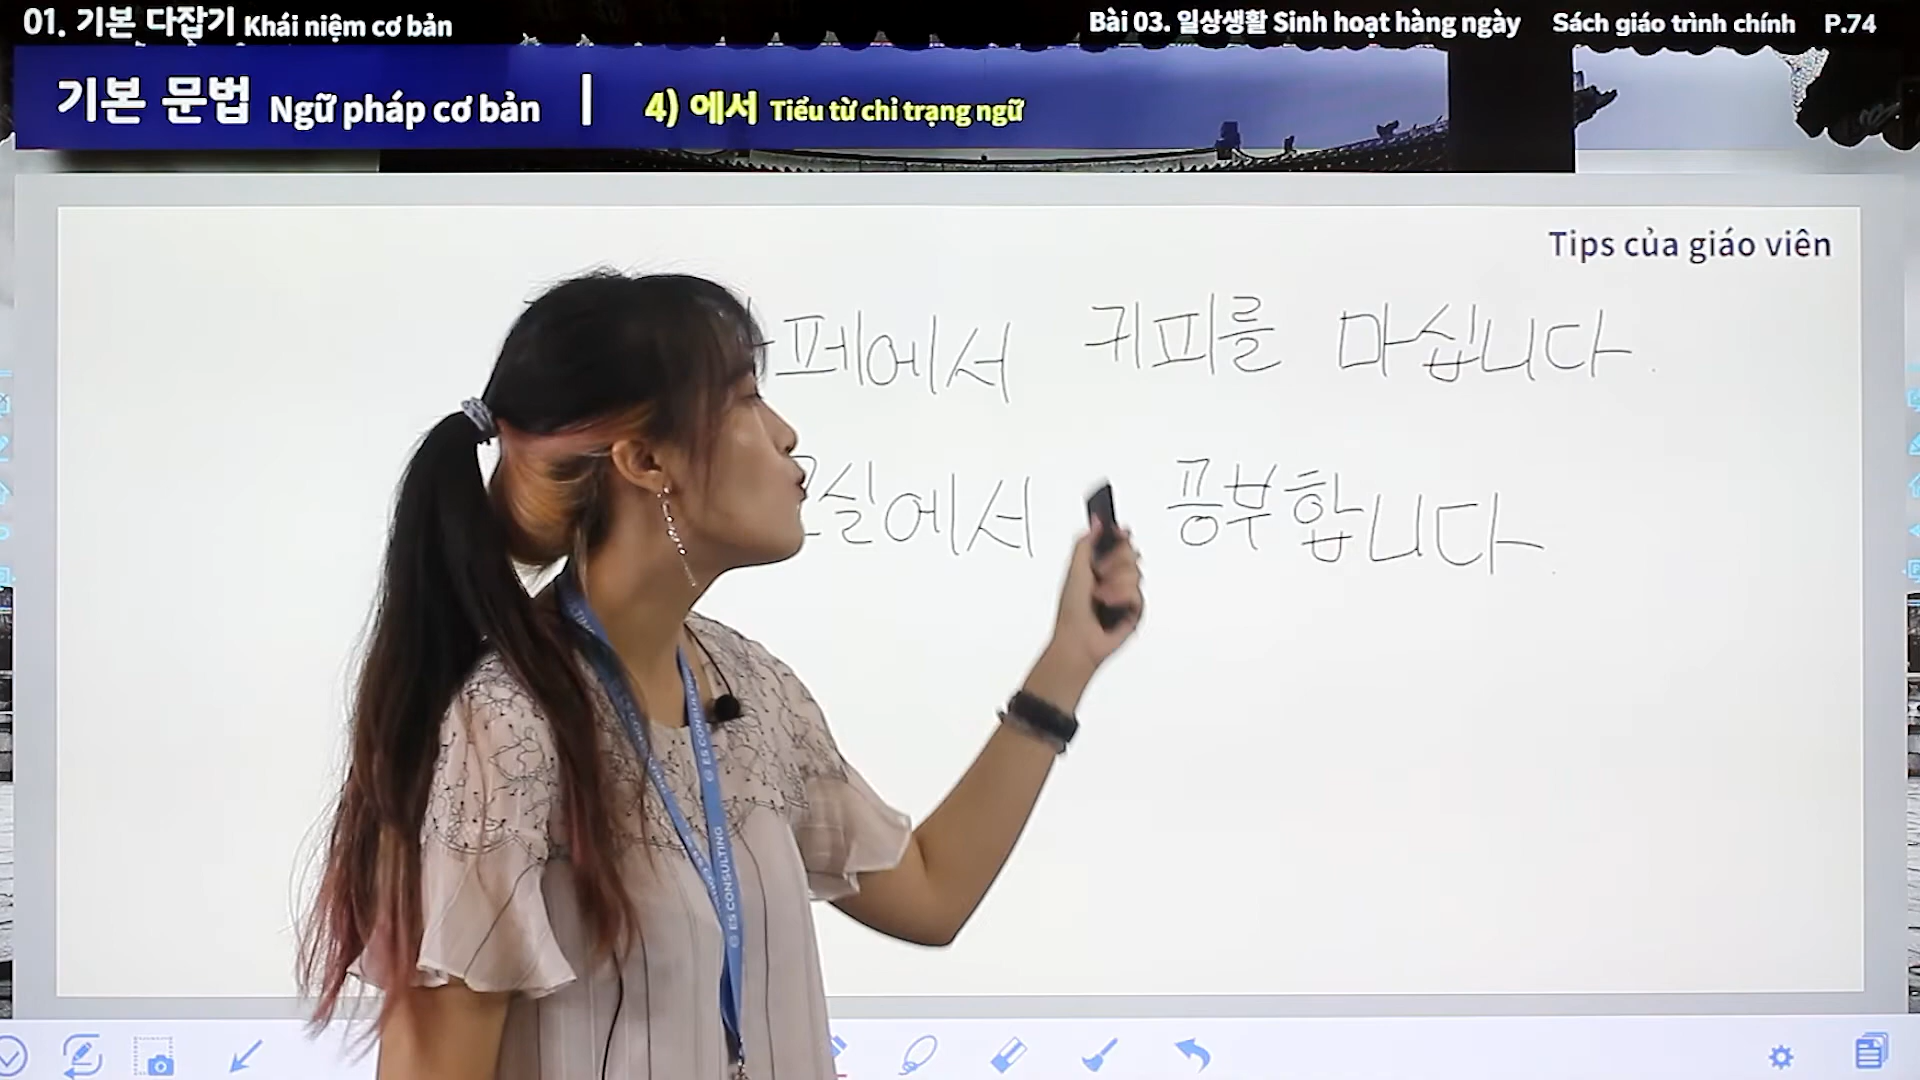 01. 기본 다잡기 Khái niệm cơ bản
Bài 03. 일상생활 Sinh hoạt hàng ngày Sách giáo trình chính P.74
기본 문법 Ngữ pháp cơ bản | 4) 에서 Tiểu từ chỉ trạng ngữ
Tips của giáo viên
페에서 커피를 마십니다.
실에서 공부합니다.
ES CONSULTING